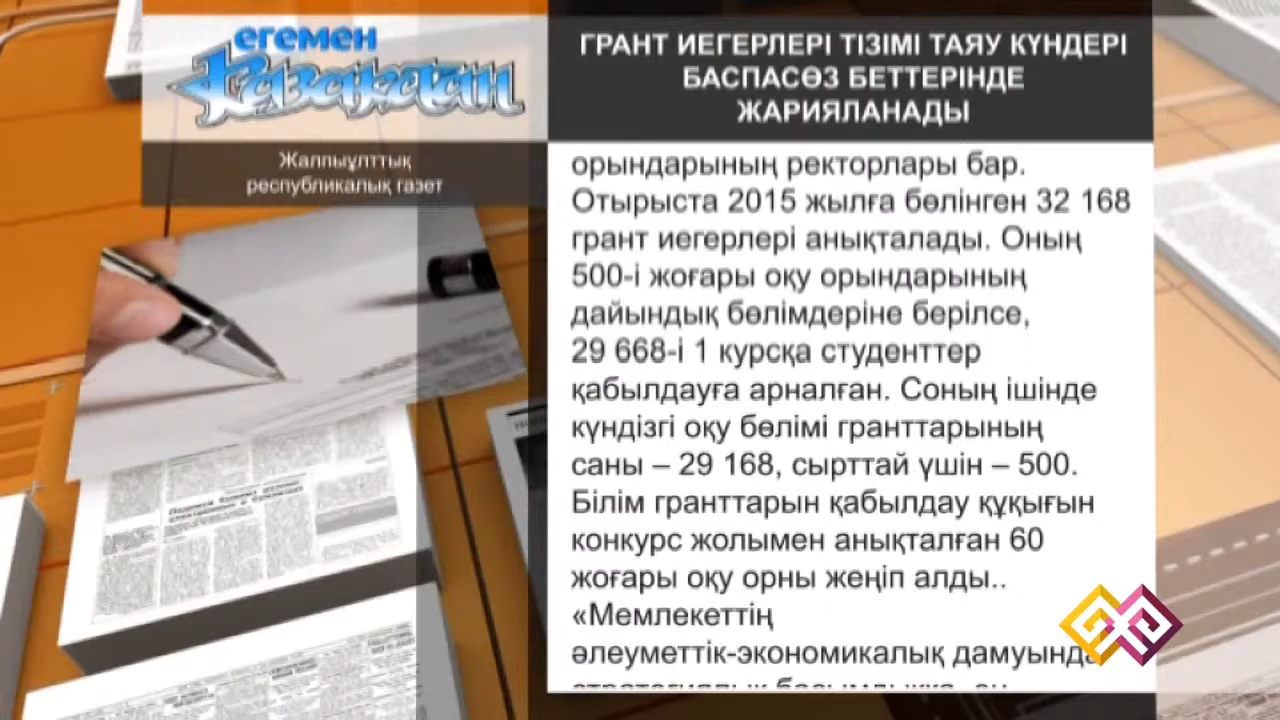 егемен
Қазақстан
Жалпыұлттық
республикалық газет
ГРАНТ ИЕГЕРЛЕРІ ТІЗІМІ ТАЯУ КҮНДЕРІ
БАСПАСӨЗ БЕТТЕРІНДЕ
ЖАРИЯЛАНАДЫ
орындарының ректорлары бар.
Отырыста 2015 жылға бөлінген 32 168
грант иегерлері анықталады. Оның
500-і жоғары оқу орындарының
дайындық бөлімдеріне берілсе,
29 668-і 1 курсқа студенттер
қабылдауға арналған. Соның ішінде
күндізгі оқу бөлімі гранттарының
саны – 29 168, сырттай үшін – 500.
Білім гранттарын қабылдау құқығын
конкурс жолымен анықталған 60
жоғары оқу орны жеңіп алды..
«Мемлекеттің
әлеуметтік-экономикалық дамуында